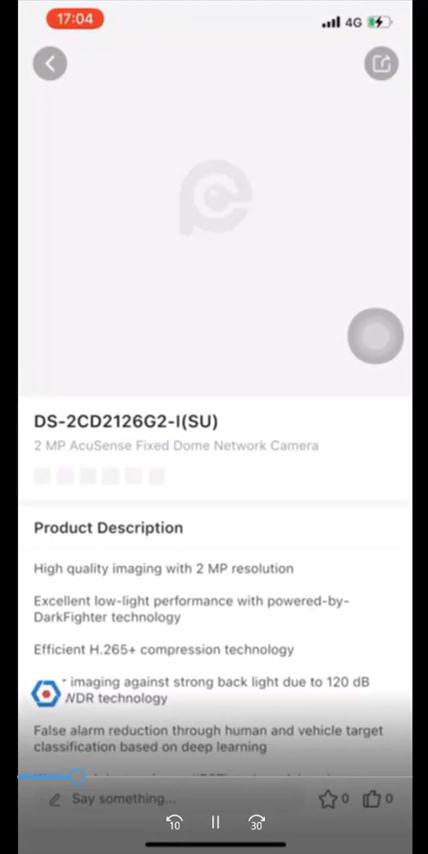 17:04
4G
DS-2CD2126G2-I(SU)
2 MP AcuSense Fixed Dome Network Camera
Product Description
High quality imaging with 2 MP resolution
Excellent low-light performance with powered-by-
DarkFighter technology
Efficient H.265+ compression technology
imaging against strong back light due to 120 dB
WDR technology
False alarm reduction through human and vehicle target
classification based on deep learning
Say something...
0
0
10
30